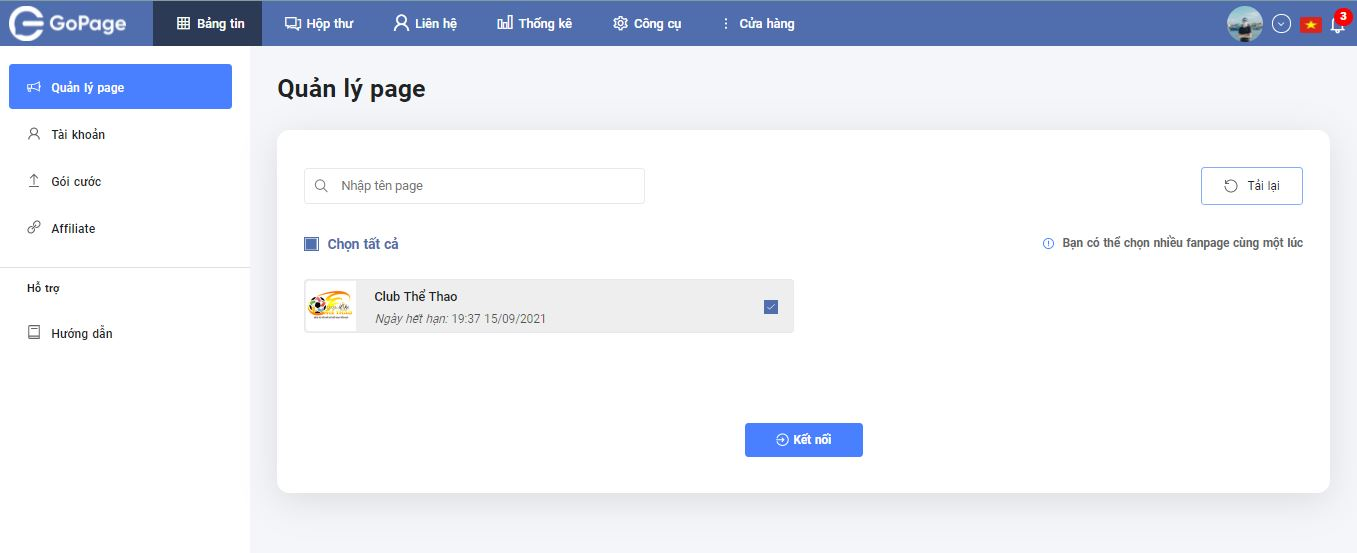 GoPage
Bảng tin
Hộp thư
Liên hệ
Thống kê
Công cụ
Cửa hàng
3
Quản lý page
Tài khoản
Gói cước
Affiliate
Hỗ trợ
Hướng dẫn
Quản lý page
Nhập tên page
Tải lại
Chọn tất cả
Bạn có thể chọn nhiều fanpage cùng một lúc
Club Thể Thao
Ngày hết hạn: 19:37 15/09/2021
Kết nối